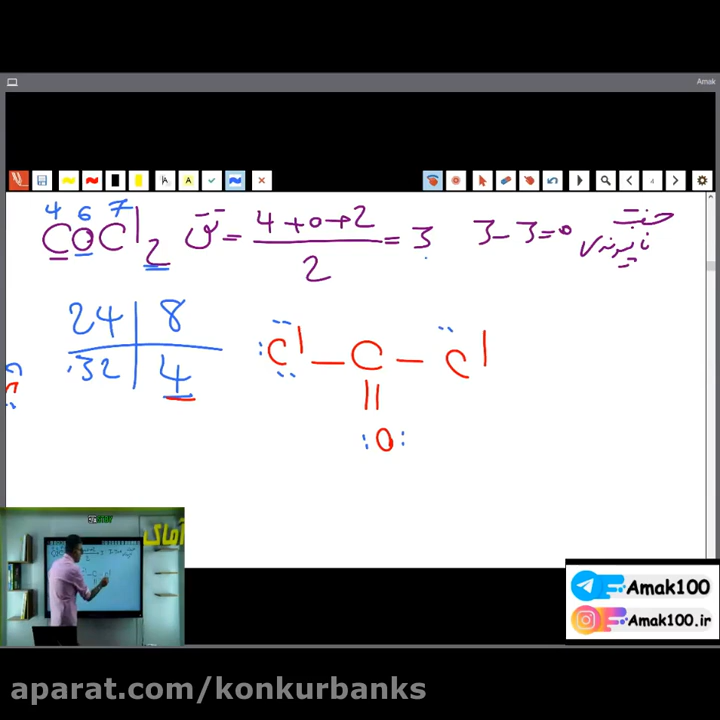 Amak
4 6 7
COCl2 ق = 4+0+2 / 2 = 3 3-3=0 جفت
ناپیوندی
24 | 8
32 | 4
:Cl — C — Cl
||
:O:
آماک
Amak100
Amak100.ir
aparat.com/konkurbanks